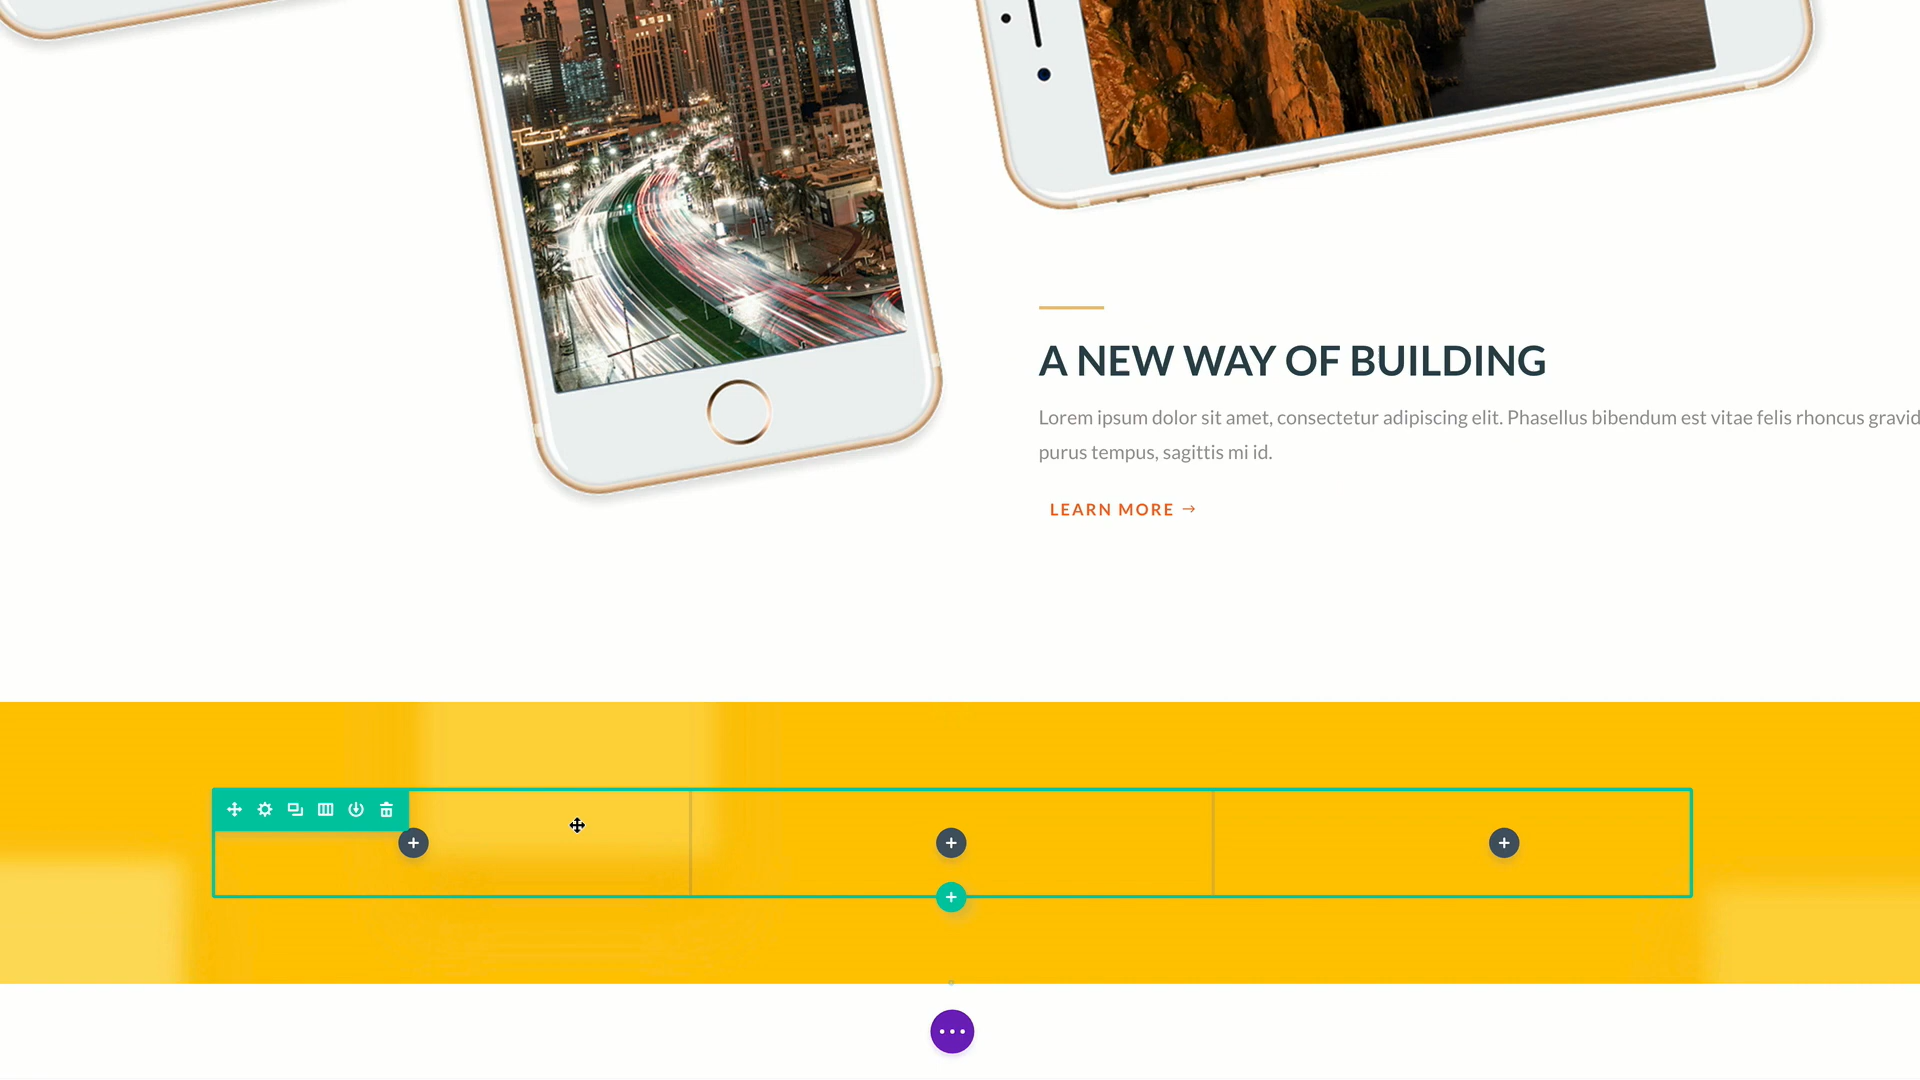 A NEW WAY OF BUILDING
Lorem ipsum dolor sit amet, consectetur adipiscing elit. Phasellus bibendum est vitae felis rhoncus gravid
purus tempus, sagittis mi id.
LEARN MORE →